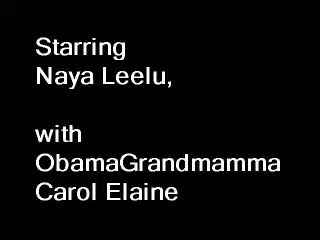 Starring
Naya Leelu,
with
ObamaGrandmamma
Carol Elaine